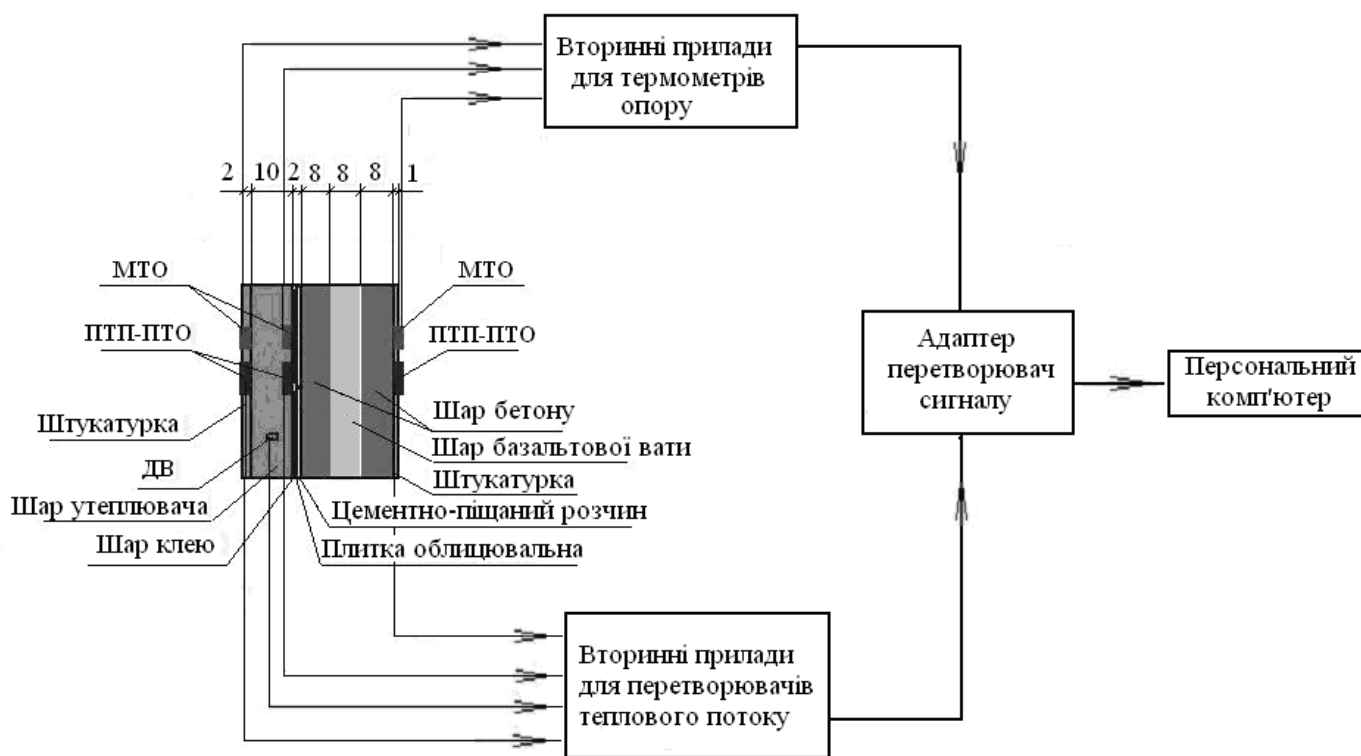 Вторинні прилади
для термометрів
опору
2 10 2 8 8 8 1
МТО
МТО
ПТП-ПТО
ПТП-ПТО
Адаптер
перетворювач
сигналу
Персональний
комп'ютер
Штукатурка
Шар бетону
Шар базальтової вати
ДВ
Штукатурка
Шар утеплювача
Цементно-піщаний розчин
Шар клею
Плитка облицювальна
Вторинні прилади
для перетворювачів
теплового потоку